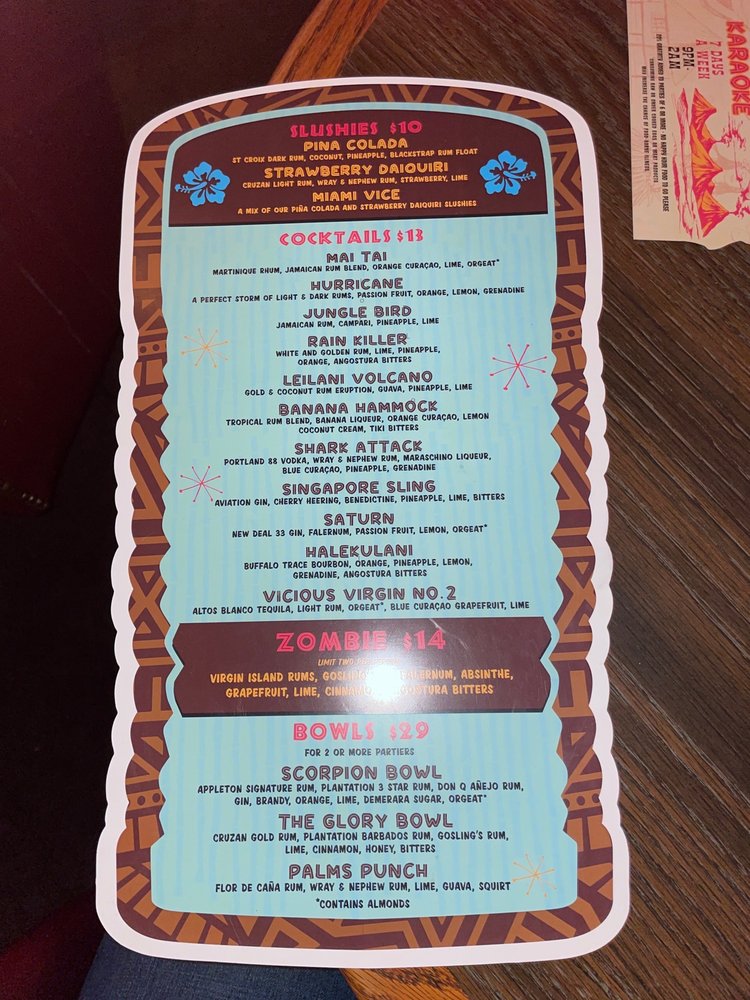 SLUSHIES $10
PINA COLADA
ST CROIX DARK RUM, COCONUT, PINEAPPLE, BLACKSTRAP RUM FLOAT
STRAWBERRY DAIQUIRI
CRUZAN LIGHT RUM, WRAY & NEPHEW RUM, STRAWBERRY, LIME
MIAMI VICE
A MIX OF OUR PIÑA COLADA AND STRAWBERRY DAIQUIRI SLUSHIES
COCKTAILS $13
MAI TAI
MARTINIQUE RHUM, JAMAICAN RUM BLEND, ORANGE CURAÇAO, LIME, ORGEAT*
HURRICANE
A PERFECT STORM OF LIGHT & DARK RUMS, PASSION FRUIT, ORANGE, LEMON, GRENADINE
JUNGLE BIRD
JAMAICAN RUM, CAMPARI, PINEAPPLE, LIME
RAIN KILLER
WHITE AND GOLDEN RUM, LIME, PINEAPPLE,
ORANGE, ANGOSTURA BITTERS
LEILANI VOLCANO
GOLD & COCONUT RUM ERUPTION, GUAVA, PINEAPPLE, LIME
BANANA HAMMOCK
TROPICAL RUM BLEND, BANANA LIQUEUR, ORANGE CURAÇAO, LEMON
COCONUT CREAM, TIKI BITTERS
SHARK ATTACK
PORTLAND 88 VODKA, WRAY & NEPHEW RUM, MARASCHINO LIQUEUR,
BLUE CURAÇAO, PINEAPPLE, GRENADINE
SINGAPORE SLING
AVIATION GIN, CHERRY HEERING, BENEDICTINE, PINEAPPLE, LIME, BITTERS
SATURN
NEW DEAL 33 GIN, FALERNUM, PASSION FRUIT, LEMON, ORGEAT*
HALEKULANI
BUFFALO TRACE BOURBON, ORANGE, PINEAPPLE, LEMON,
GRENADINE, ANGOSTURA BITTERS
VICIOUS VIRGIN NO.2
ALTOS BLANCO TEQUILA, LIGHT RUM, ORGEAT*, BLUE CURAÇAO GRAPEFRUIT, LIME
ZOMBIE $14
LIMIT TWO
VIRGIN ISLAND RUMS, FALERNUM, ABSINTHE,
GRAPEFRUIT, LIME, BITTERS
BOWLS $29
FOR 2 OR MORE PARTIERS
SCORPION BOWL
APPLETON SIGNATURE RUM, PLANTATION 3 STAR RUM, DON Q AÑEJO RUM,
GIN, BRANDY, ORANGE, LIME, DEMERARA SUGAR, ORGEAT*
THE GLORY BOWL
CRUZAN GOLD RUM, PLANTATION BARBADOS RUM, GOSLING'S RUM,
LIME, CINNAMON, HONEY, BITTERS
PALMS PUNCH
FLOR DE CAÑA RUM, WRAY & NEPHEW RUM, LIME, GUAVA, SQUIRT
*CONTAINS ALMONDS
KARAOKE
7 DAYS
A WEEK
9PM-
2AM